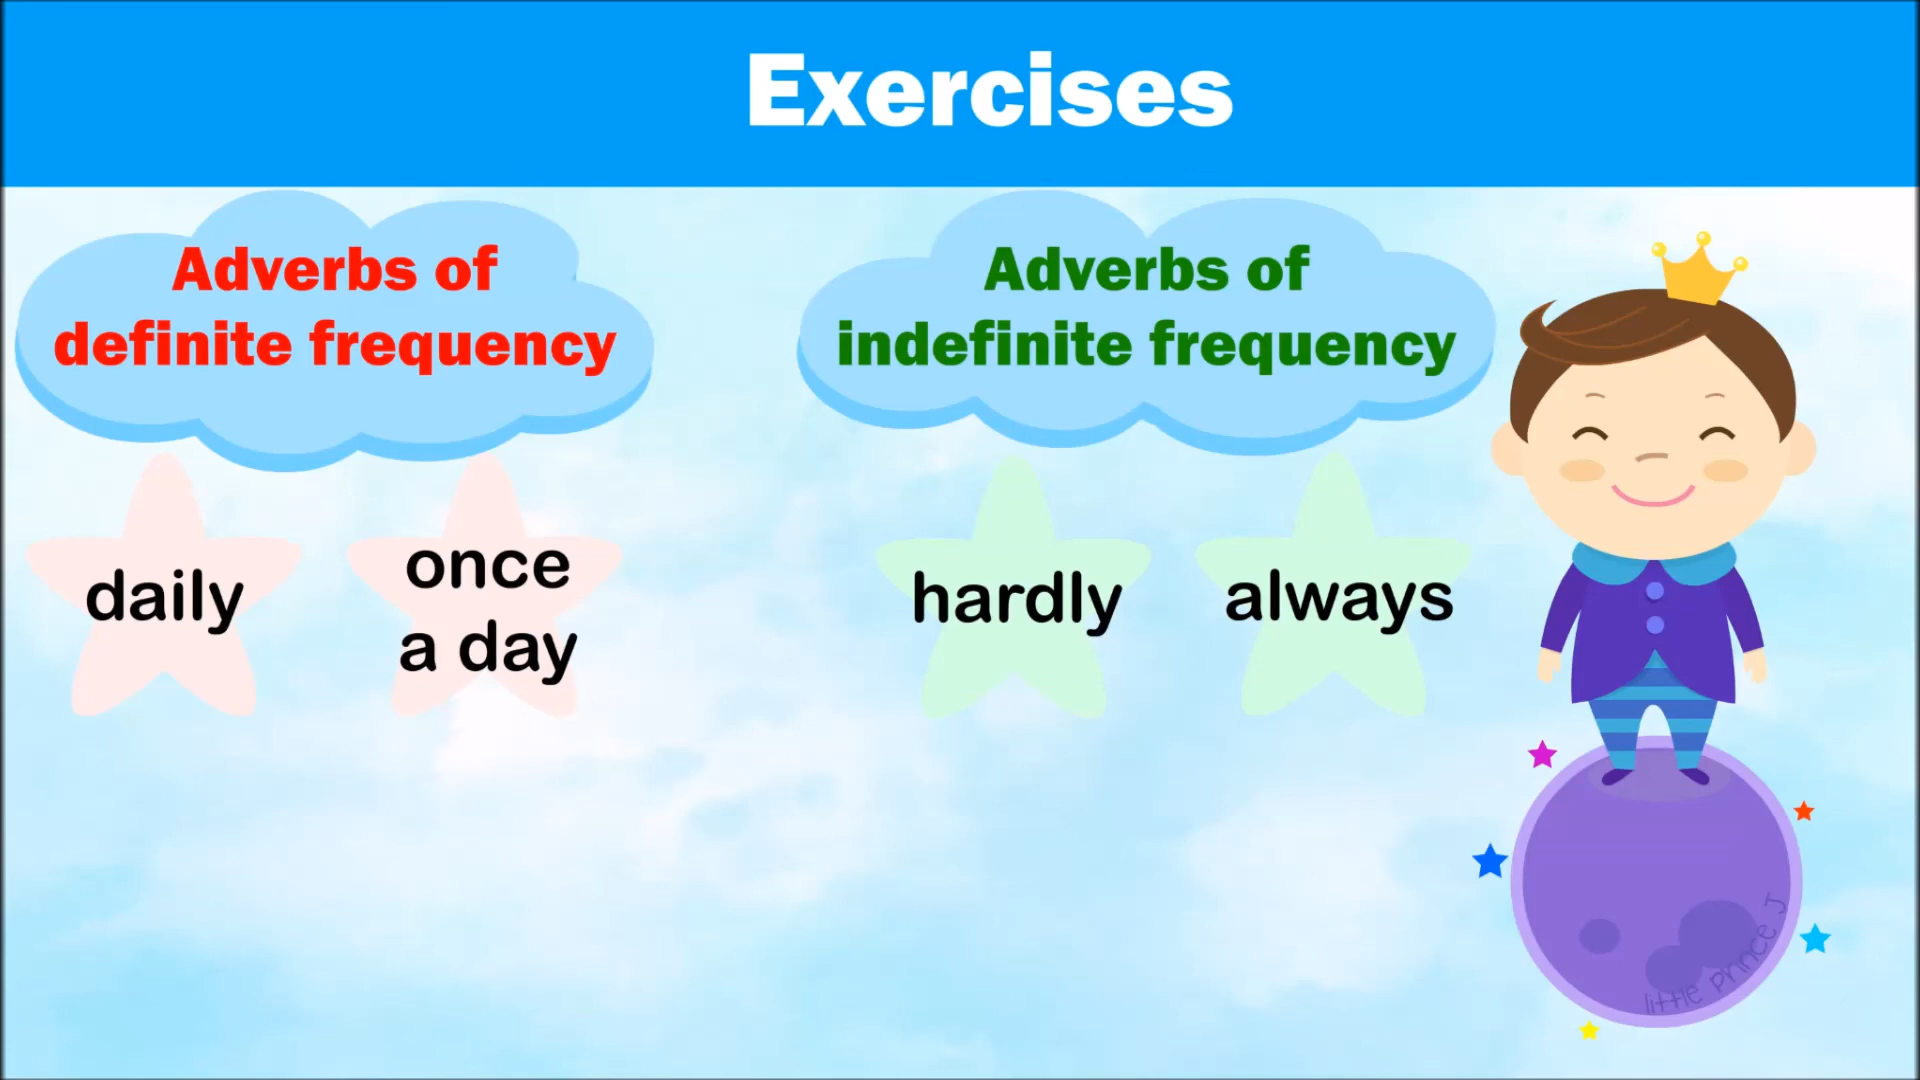 Exercises
Adverbs of
definite frequency
Adverbs of
indefinite frequency
daily
once
a day
hardly
always
little prince J